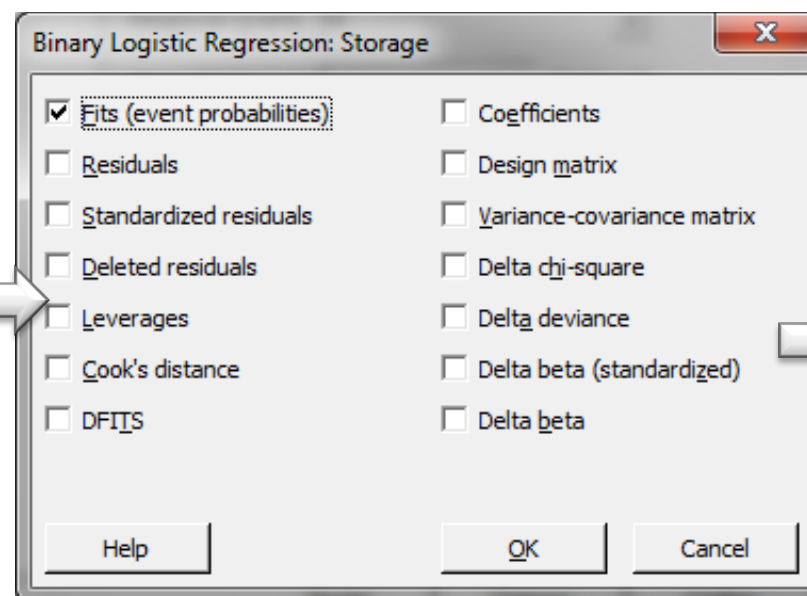 Binary Logistic Regression: Storage
Fits (event probabilities)
Residuals
Standardized residuals
Deleted residuals
Leverages
Cook's distance
DFITS
Coefficients
Design matrix
Variance-covariance matrix
Delta chi-square
Delta deviance
Delta beta (standardized)
Delta beta
Help
OK
Cancel